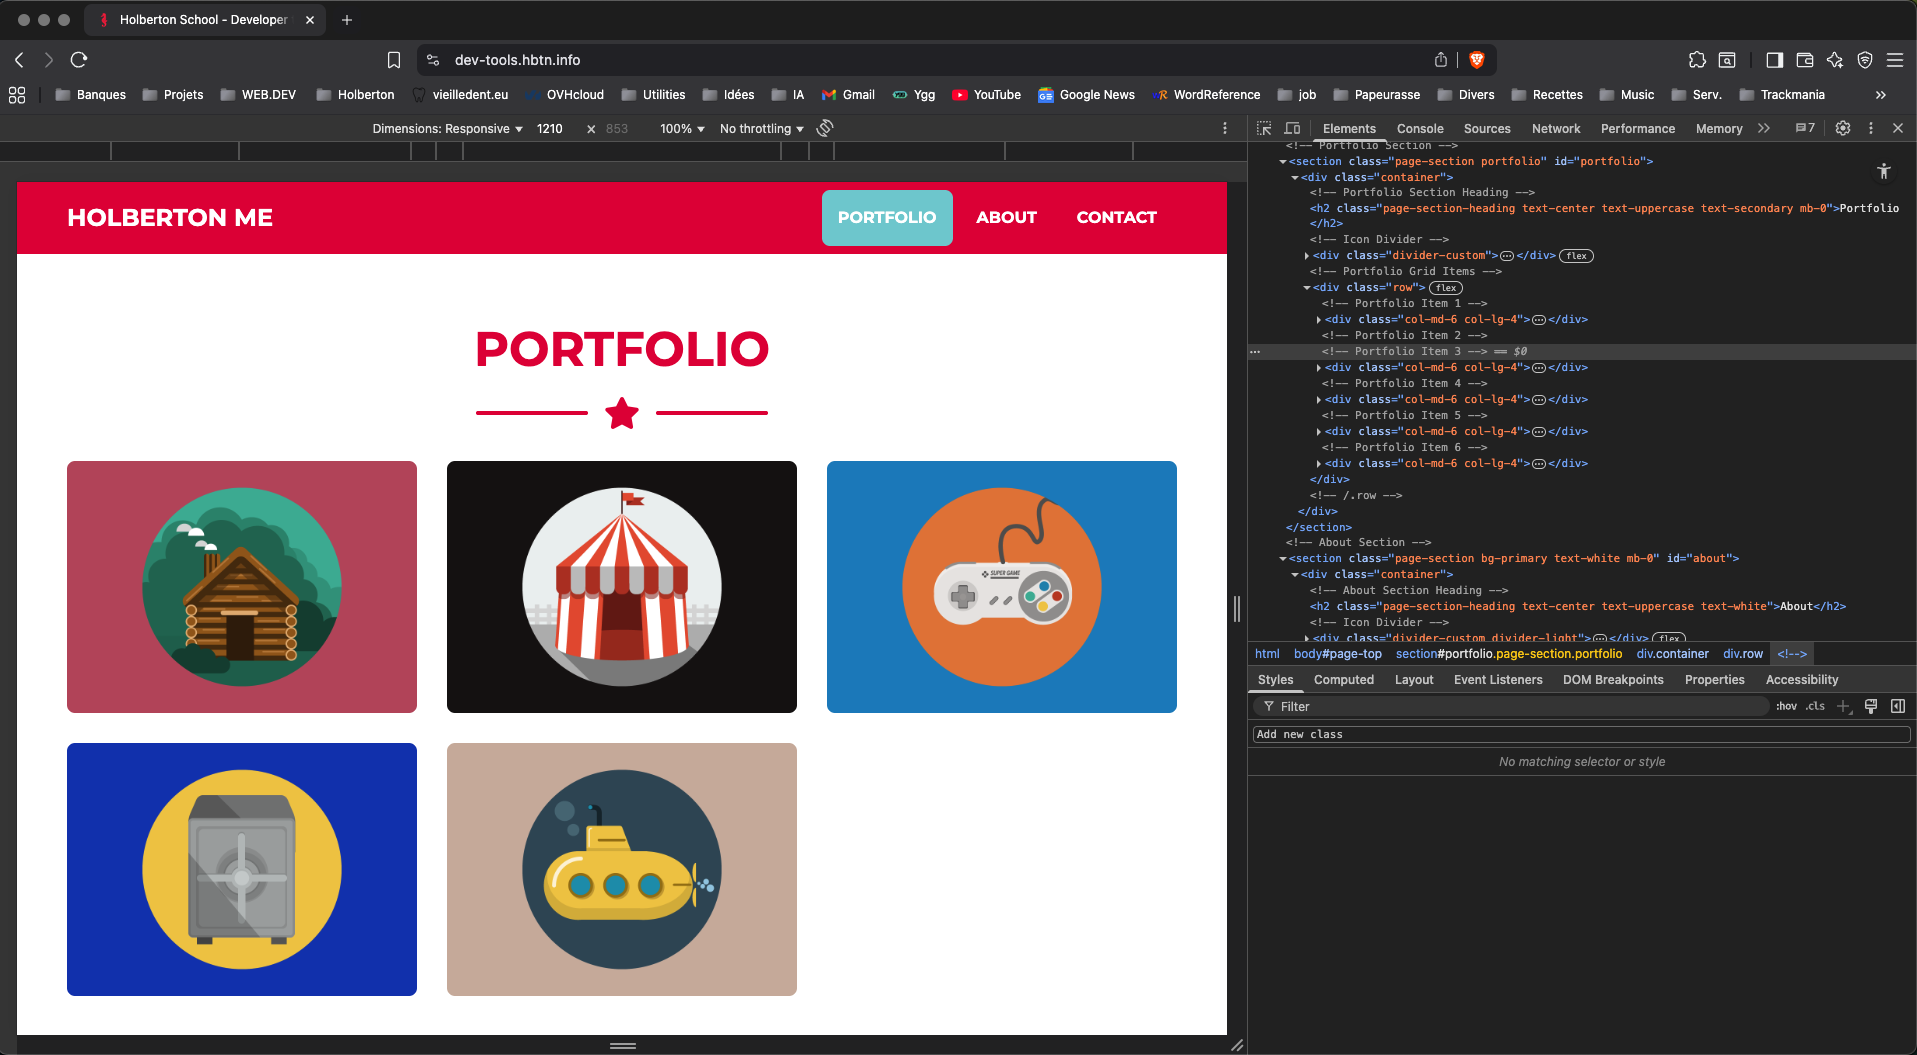 Holberton School - Developer
dev-tools.hbtn.info
Banques Projets WEB.DEV Holberton vieilledent.eu OVHcloud Utilities Idées IA Gmail Ygg YouTube Google News WordReference job Papeurasse Divers Recettes Music Serv. Trackmania
Dimensions: Responsive 1210 x 853 100% No throttling
Elements Console Sources Network Performance Memory 7
HOLBERTON ME PORTFOLIO ABOUT CONTACT
PORTFOLIO
SUPER GAME
<!-- Portfolio Section -->
<section class="page-section portfolio" id="portfolio">
<div class="container">
<!-- Portfolio Section Heading -->
<h2 class="page-section-heading text-center text-uppercase text-secondary mb-0">Portfolio
</h2>
<!-- Icon Divider -->
<div class="divider-custom">…</div> flex
<!-- Portfolio Grid Items -->
<div class="row"> flex
<!-- Portfolio Item 1 -->
<div class="col-md-6 col-lg-4">…</div>
<!-- Portfolio Item 2 -->
<!-- Portfolio Item 3 --> == $0
<div class="col-md-6 col-lg-4">…</div>
<!-- Portfolio Item 4 -->
<div class="col-md-6 col-lg-4">…</div>
<!-- Portfolio Item 5 -->
<div class="col-md-6 col-lg-4">…</div>
<!-- Portfolio Item 6 -->
<div class="col-md-6 col-lg-4">…</div>
</div>
<!-- /.row -->
</div>
</section>
<!-- About Section -->
<section class="page-section bg-primary text-white mb-0" id="about">
<div class="container">
<!-- About Section Heading -->
<h2 class="page-section-heading text-center text-uppercase text-white">About</h2>
<!-- Icon Divider -->
<div class="divider-custom divider-light">…</div> flex
html body#page-top section#portfolio.page-section.portfolio div.container div.row <!-->
Styles Computed Layout Event Listeners DOM Breakpoints Properties Accessibility
Filter :hov .cls
Add new class
No matching selector or style